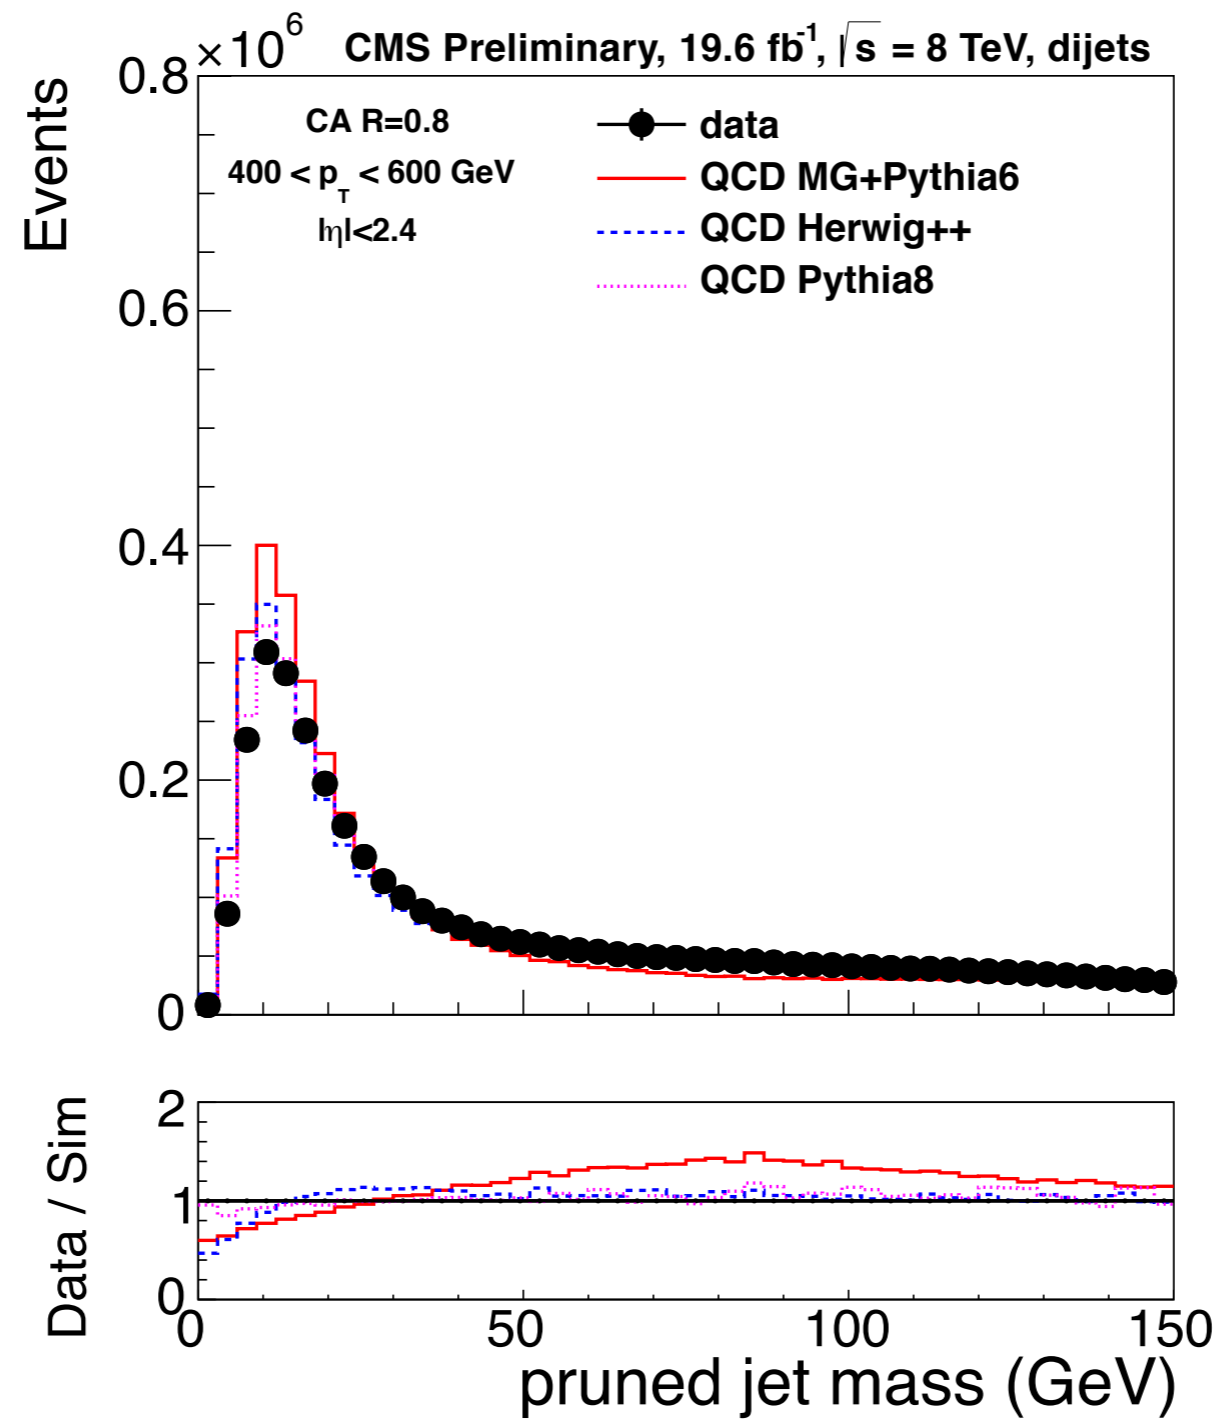 ×10⁶ CMS Preliminary, 19.6 fb⁻¹, √s = 8 TeV, dijets
Events
0.8
0.6
0.4
0.2
0
CA R=0.8
400 < p_T < 600 GeV
|η|<2.4
data
QCD MG+Pythia6
QCD Herwig++
QCD Pythia8
Data / Sim
2
1
0
0 50 100 150
pruned jet mass (GeV)